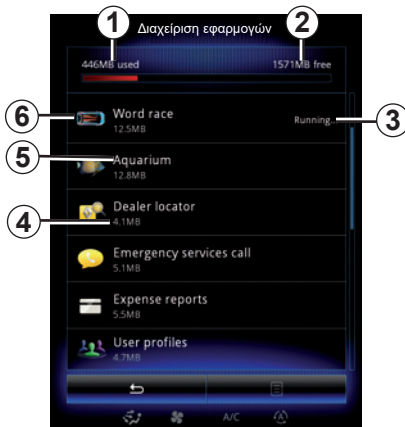 1 2
Διαχείριση εφαρμογών
446MB used 1571MB free
6 Word race Running.. 3
12.5MB
5 Aquarium
12.8MB
Dealer locator
4 4.1MB
Emergency services call
5.1MB
Expense reports
5.5MB
User profiles
4.7MB
A/C
A